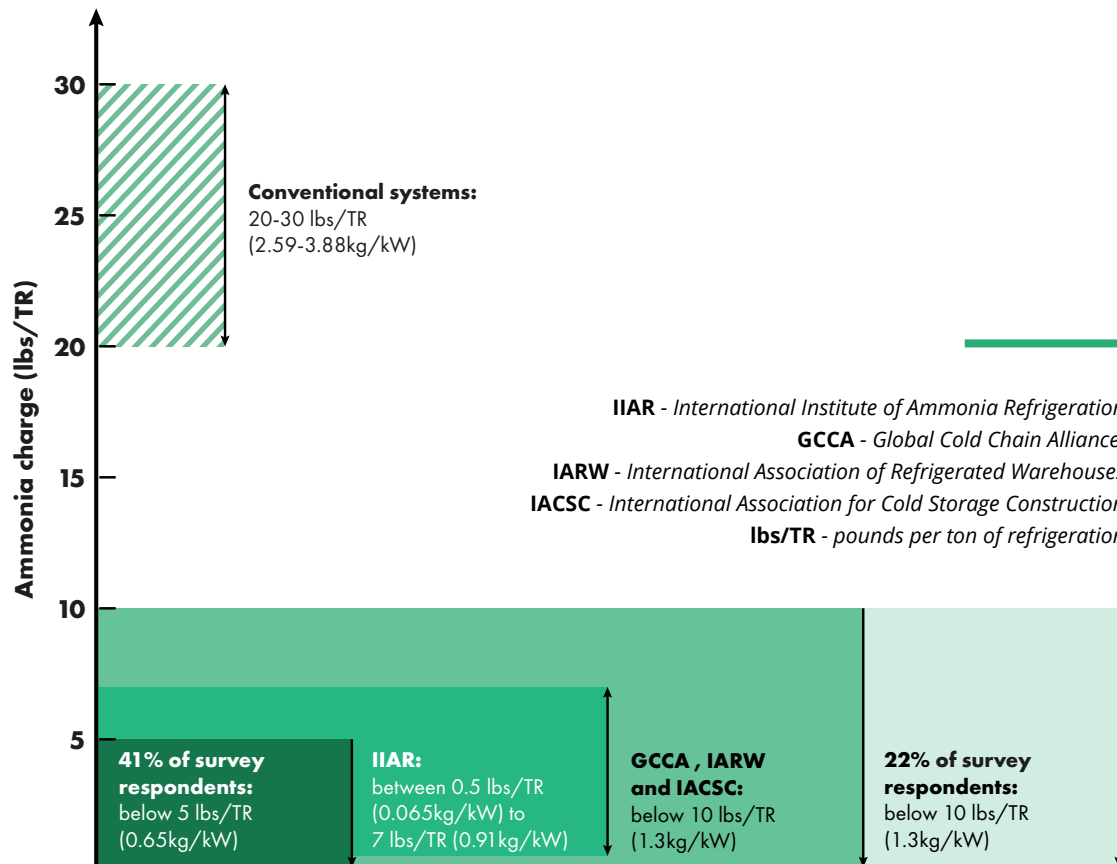 30
25
20
15
10
5
Ammonia charge (lbs/TR)
Conventional systems:
20-30 lbs/TR
(2.59-3.88kg/kW)
IIAR - International Institute of Ammonia Refrigeration
GCCA - Global Cold Chain Alliance
IARW - International Association of Refrigerated Warehouses
IACSC - International Association for Cold Storage Construction
lbs/TR - pounds per ton of refrigeration
41% of survey
respondents:
below 5 lbs/TR
(0.65kg/kW)
IIAR:
between 0.5 lbs/TR
(0.065kg/kW) to
7 lbs/TR (0.91kg/kW)
GCCA , IARW
and IACSC:
below 10 lbs/TR
(1.3kg/kW)
22% of survey
respondents:
below 10 lbs/TR
(1.3kg/kW)